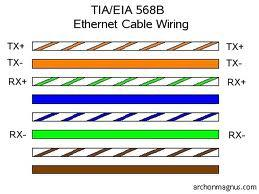 TIA/EIA 568B
Ethernet Cable Wiring
TX+ TX+
TX- TX-
RX+ RX+
RX- RX-
archonmagnus.com